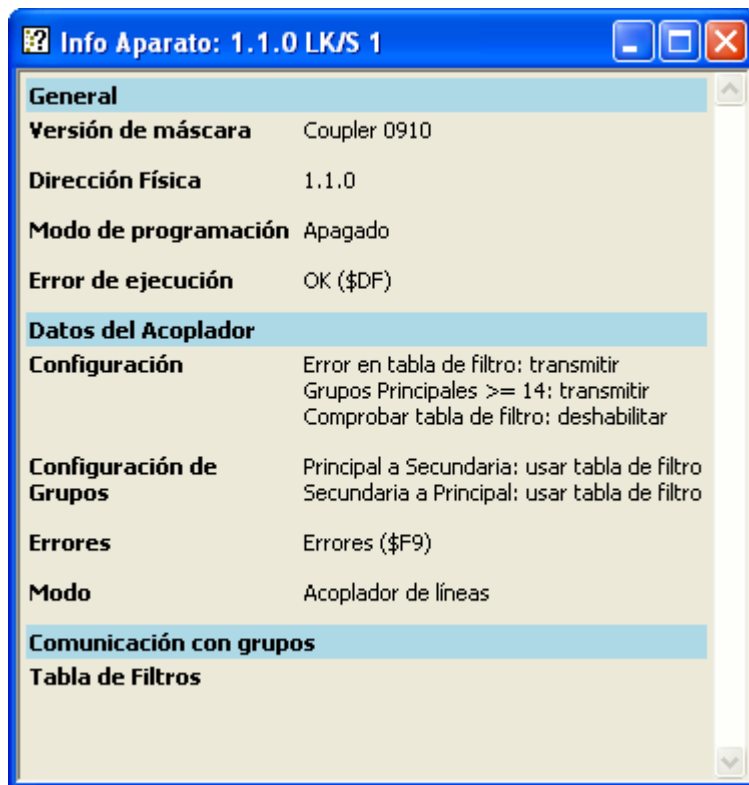 Info Aparato: 1.1.0 LK/S 1
General
Versión de máscara Coupler 0910
Dirección Física 1.1.0
Modo de programación Apagado
Error de ejecución OK ($DF)
Datos del Acoplador
Configuración Error en tabla de filtro: transmitir
Grupos Principales >= 14: transmitir
Comprobar tabla de filtro: deshabilitar
Configuración de Principal a Secundaria: usar tabla de filtro
Grupos Secundaria a Principal: usar tabla de filtro
Errores Errores ($F9)
Modo Acoplador de líneas
Comunicación con grupos
Tabla de Filtros